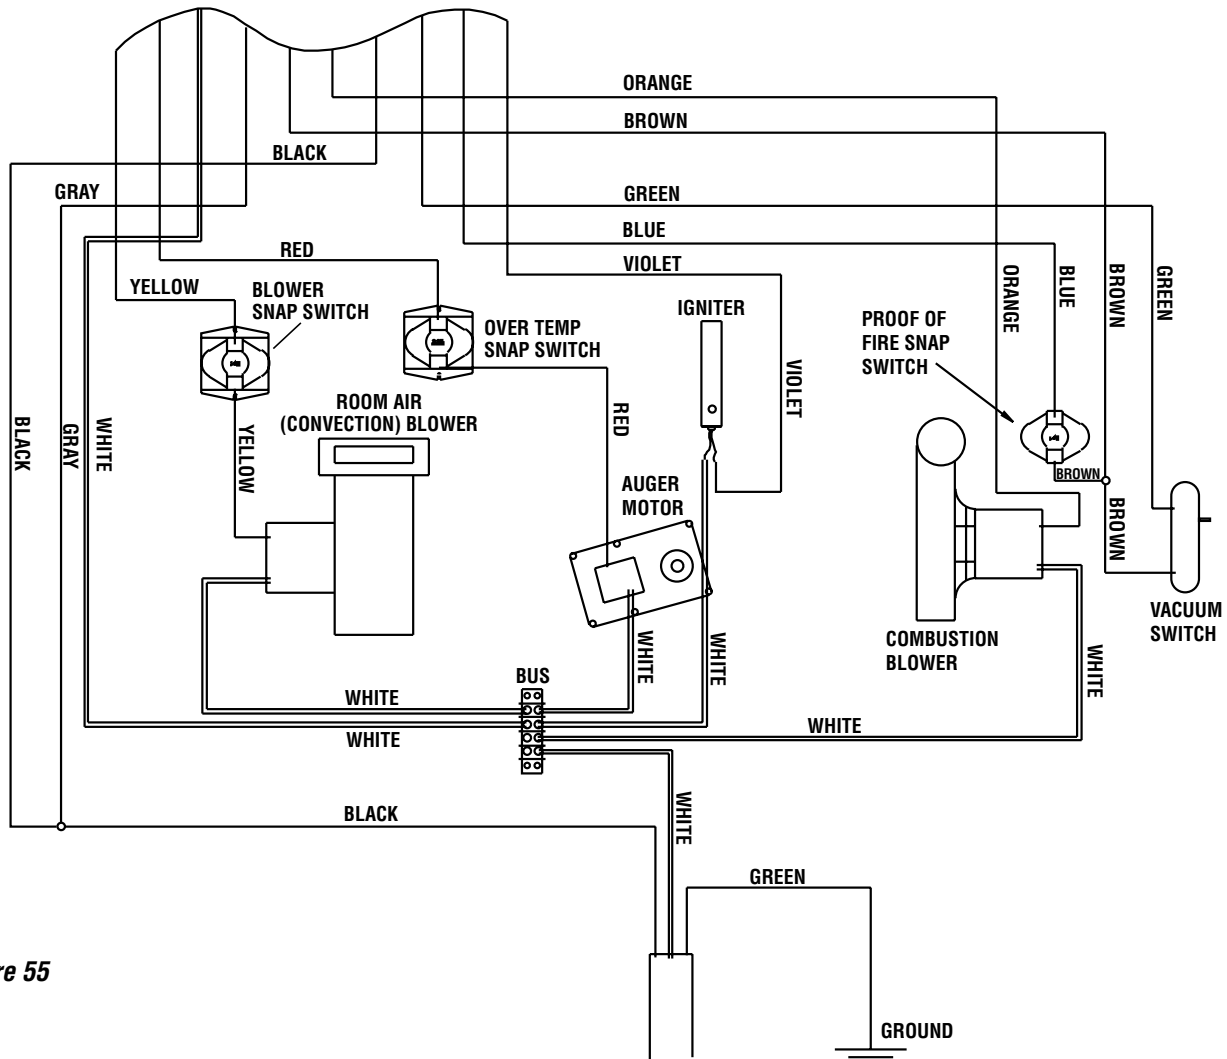 ORANGE
BROWN
BLACK
GRAY
GREEN
BLUE
RED
VIOLET
YELLOW
BLOWER
SNAP SWITCH
OVER TEMP
SNAP SWITCH
IGNITER
PROOF OF
FIRE SNAP
SWITCH
ORANGE
BLUE
BROWN
GREEN
VIOLET
ROOM AIR
(CONVECTION) BLOWER
RED
BLACK
GRAY
WHITE
YELLOW
AUGER
MOTOR
BROWN
BROWN
VACUUM
SWITCH
COMBUSTION
BLOWER
WHITE
WHITE
WHITE
BUS
WHITE
WHITE
WHITE
BLACK
WHITE
GREEN
re 55
GROUND